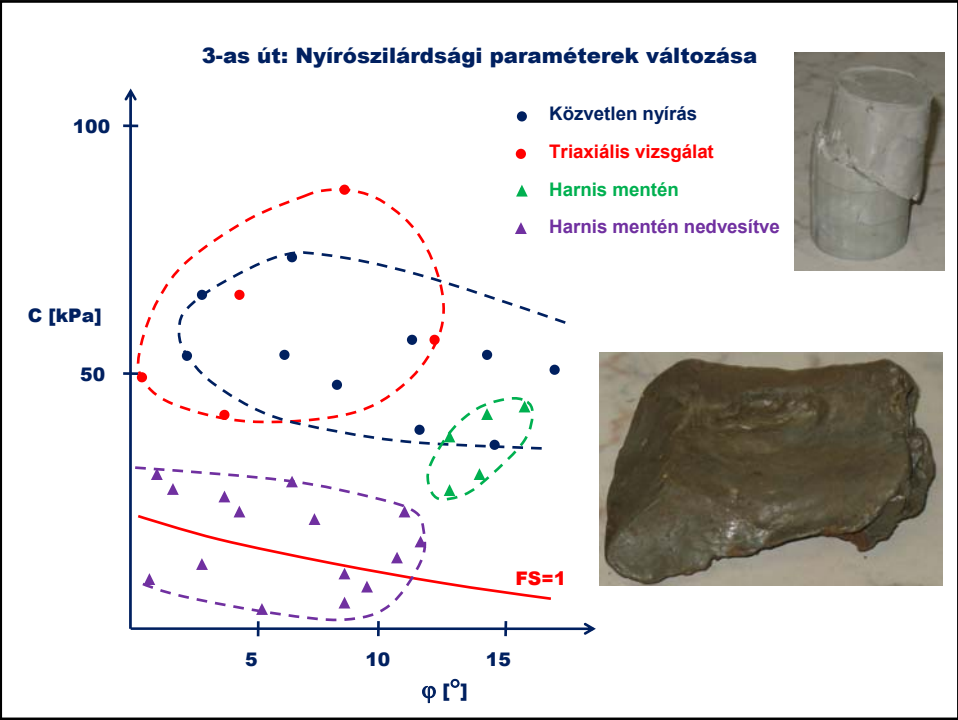 3-as út: Nyírószilárdsági paraméterek változása
100
Közvetlen nyírás
Triaxiális vizsgálat
Harnis mentén
Harnis mentén nedvesítve
C [kPa]
50
FS=1
5
10
15
φ [°]